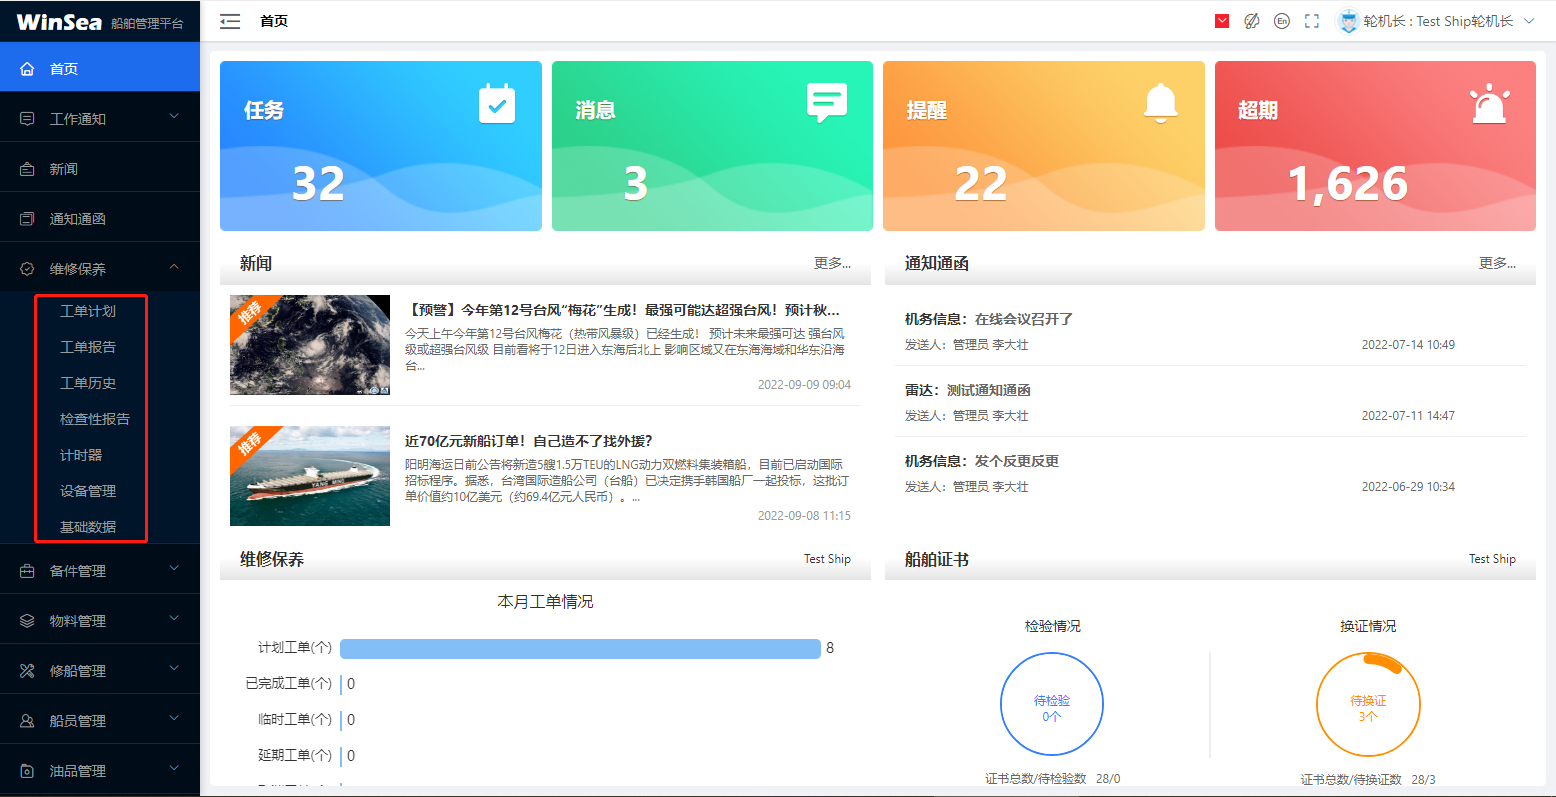 WinSea 船舶管理平台
首页
工作通知
新闻
通知通函
维修保养
工单计划
工单报告
工单历史
检查性报告
计时器
设备管理
基础数据
备件管理
物料管理
修船管理
船员管理
油品管理
首页
En
轮机长 : Test Ship轮机长
任务
32
消息
3
提醒
22
超期
1,626
新闻
更多...
推荐
【预警】今年第12号台风“梅花”生成！最强可能达超强台风！预计秋...
今天上午今年第12号台风梅花（热带风暴级）已经生成！ 预计未来最强可达 强台风
级或超强台风级 目前看将于12日进入东海后北上 影响区域又在东海海域和华东沿海
台...
2022-09-09 09:04
推荐
近70亿元新船订单！自己造不了找外援？
阳明海运日前公告将新造5艘1.5万TEU的LNG动力双燃料集装箱船，目前已启动国际
招标程序。据悉，台湾国际造船公司（台船）已决定携手韩国船厂一起投标，这批订
单价值约10亿美元（约69.4亿元人民币）。...
2022-09-08 11:15
YANG MING
通知通函
更多...
机务信息：在线会议召开了
发送人：管理员 李大壮
2022-07-14 10:49
雷达：测试通知通函
发送人：管理员 李大壮
2022-07-11 14:47
机务信息：发个反更反更
发送人：管理员 李大壮
2022-06-29 10:34
维修保养
Test Ship
本月工单情况
计划工单(个)
8
已完成工单(个)
0
临时工单(个)
0
延期工单(个)
0
船舶证书
Test Ship
检验情况
待检验
0个
证书总数/待检验数 28/0
换证情况
待换证
3个
证书总数/待换证数 28/3